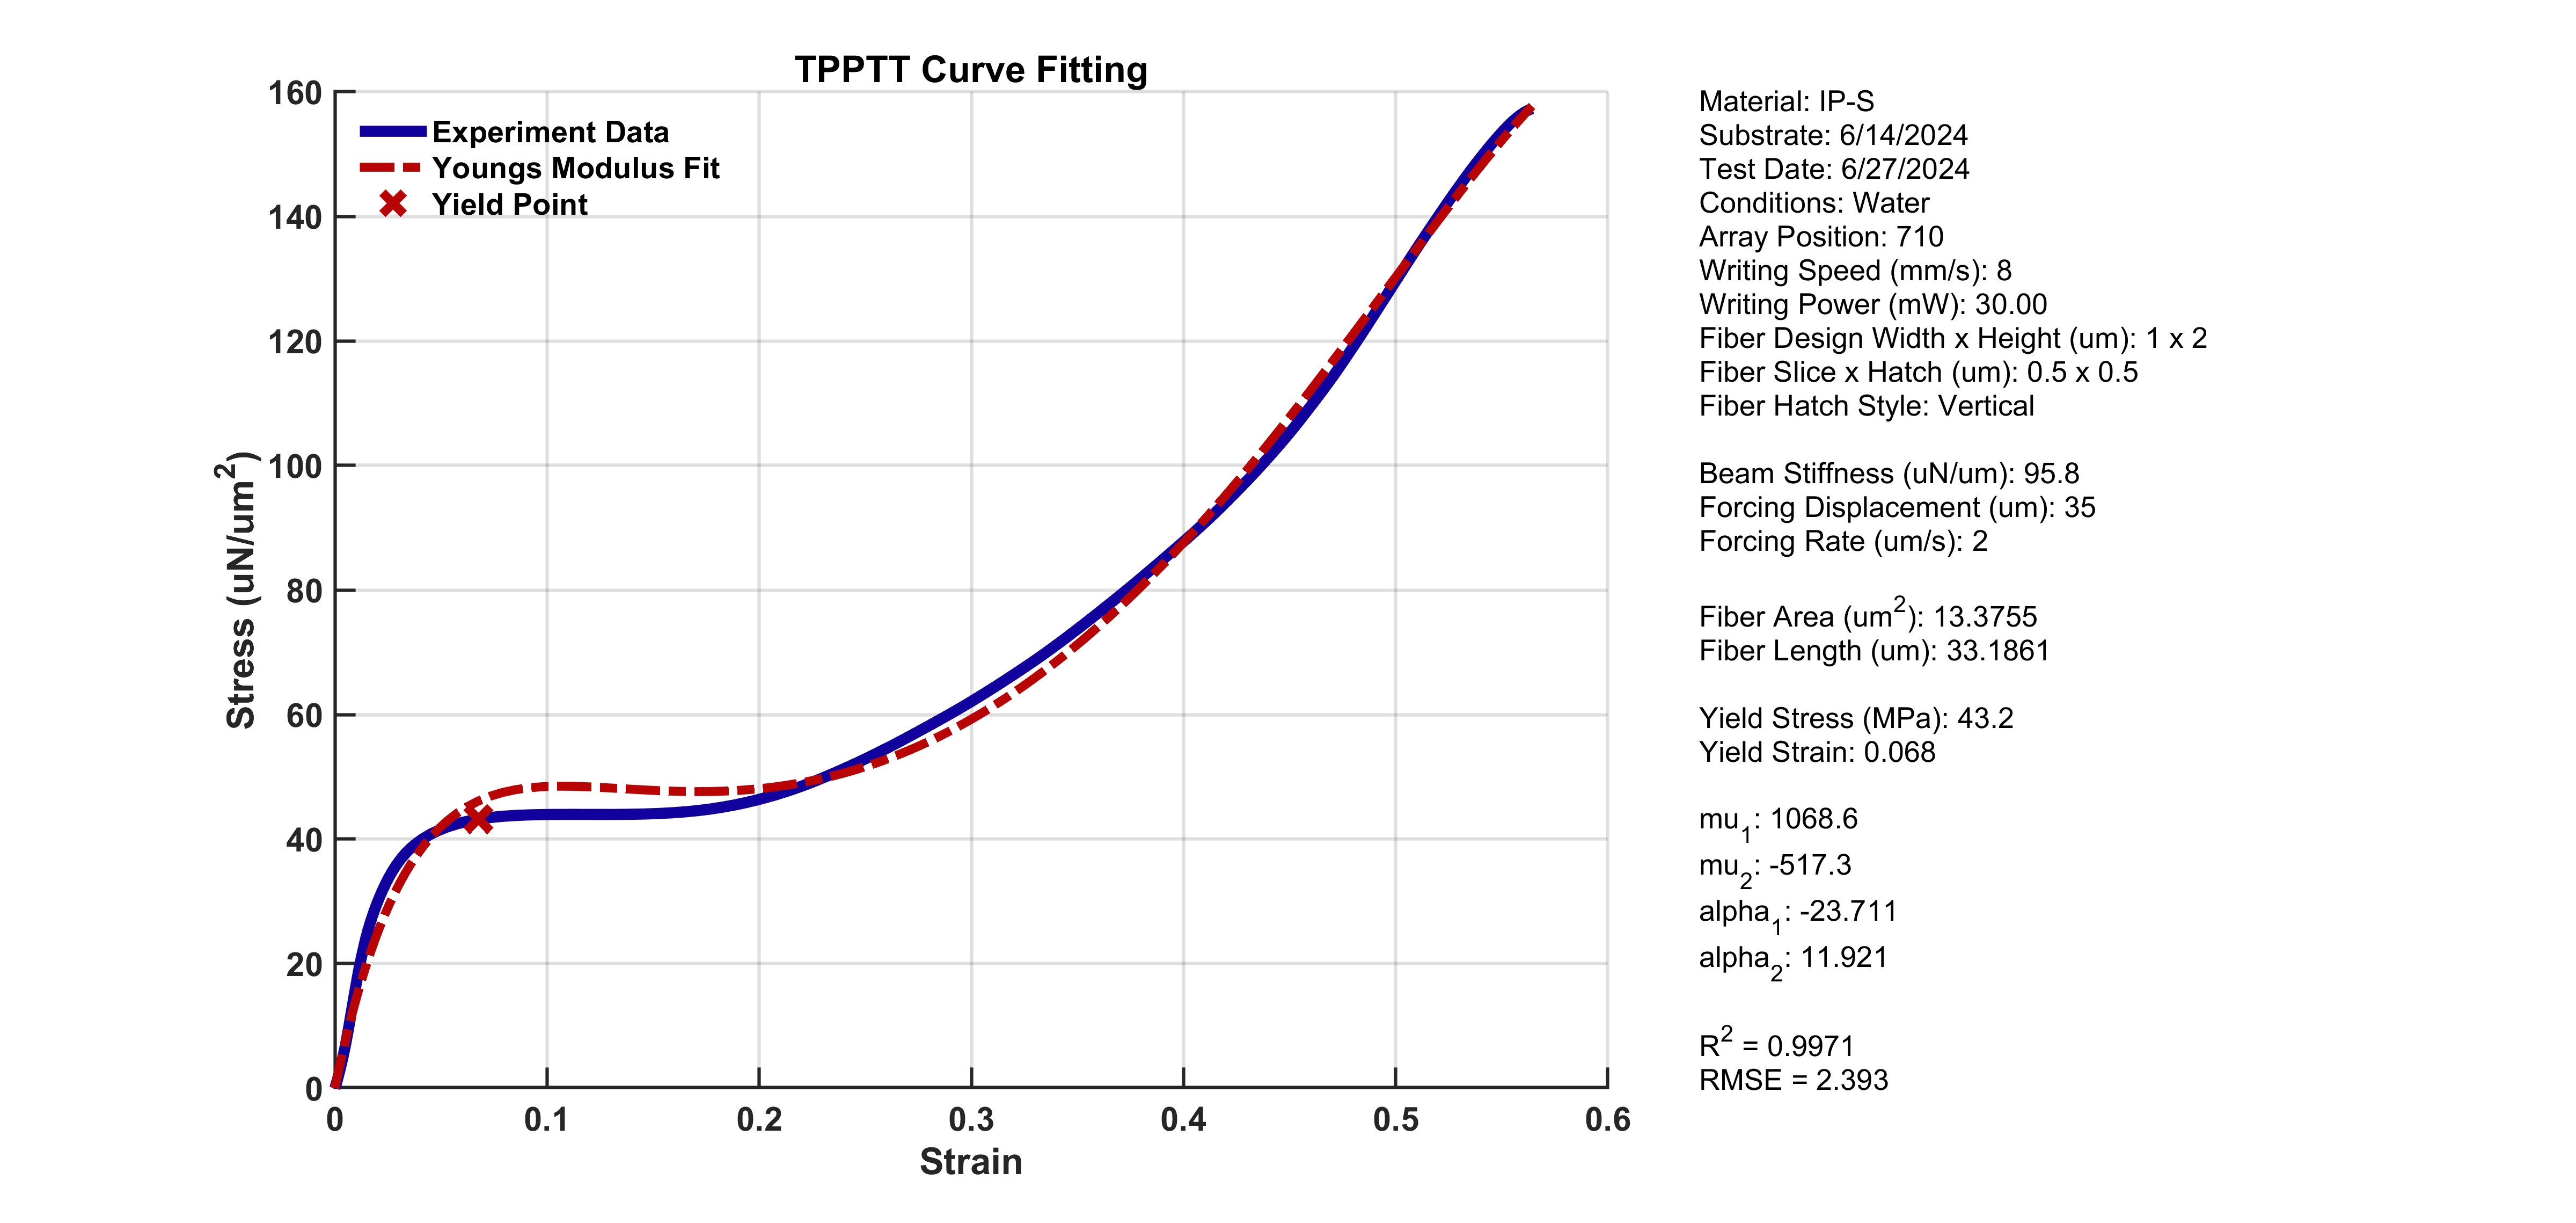 TPPTT Curve Fitting
160
140
120
100
80
60
40
20
0
Stress (uN/um²)
Experiment Data
Youngs Modulus Fit
Yield Point
0 0.1 0.2 0.3 0.4 0.5 0.6
Strain
Material: IP-S
Substrate: 6/14/2024
Test Date: 6/27/2024
Conditions: Water
Array Position: 710
Writing Speed (mm/s): 8
Writing Power (mW): 30.00
Fiber Design Width x Height (um): 1 x 2
Fiber Slice x Hatch (um): 0.5 x 0.5
Fiber Hatch Style: Vertical
Beam Stiffness (uN/um): 95.8
Forcing Displacement (um): 35
Forcing Rate (um/s): 2
Fiber Area (um²): 13.3755
Fiber Length (um): 33.1861
Yield Stress (MPa): 43.2
Yield Strain: 0.068
mu₁: 1068.6
mu₂: -517.3
alpha₁: -23.711
alpha₂: 11.921
R² = 0.9971
RMSE = 2.393